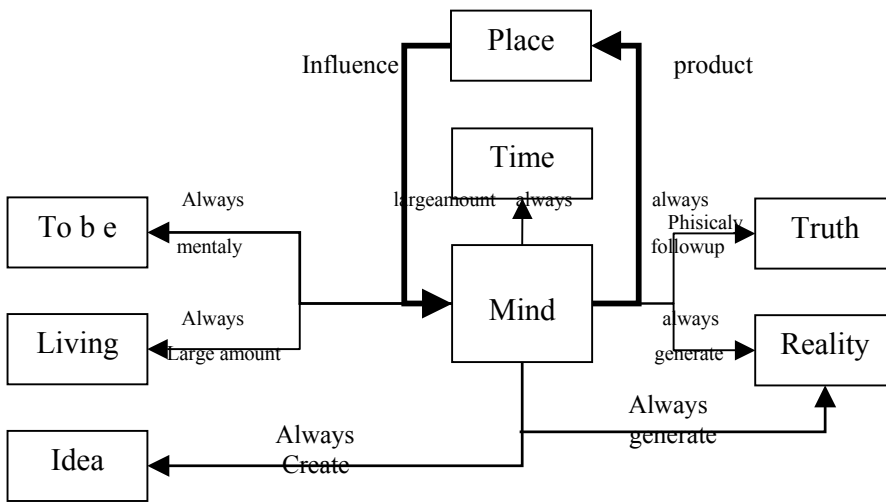 Place
Influence
product
Time
Always
largeamount always
always
To b e
mentaly
Phisicaly
followup
Truth
Mind
Always
always
Living
Large amount
generate
Reality
Always
generate
Always
Create
Idea